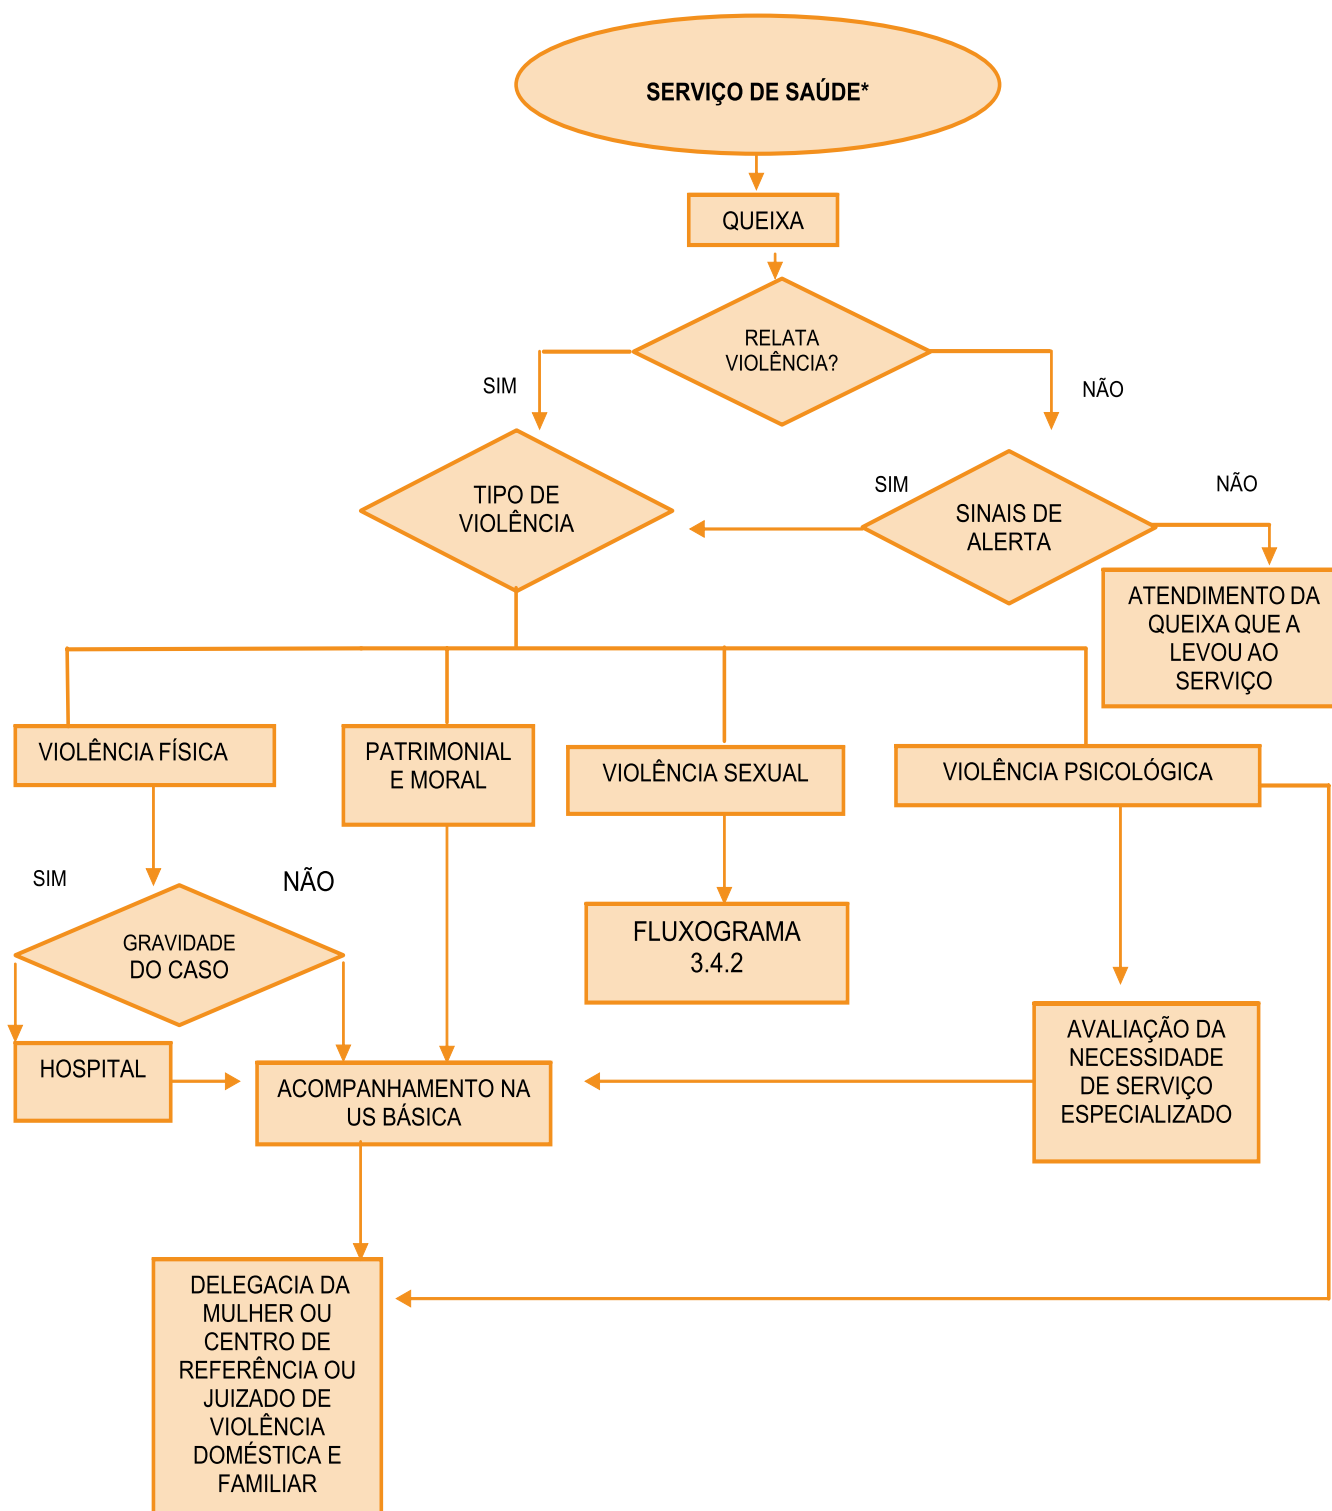 SERVIÇO DE SAÚDE*
QUEIXA
RELATA
VIOLÊNCIA?
SIM
NÃO
TIPO DE
VIOLÊNCIA
SIM
SINAIS DE
ALERTA
NÃO
ATENDIMENTO DA
QUEIXA QUE A
LEVOU AO
SERVIÇO
VIOLÊNCIA FÍSICA
PATRIMONIAL
E MORAL
VIOLÊNCIA SEXUAL
VIOLÊNCIA PSICOLÓGICA
SIM
NÃO
GRAVIDADE
DO CASO
FLUXOGRAMA
3.4.2
HOSPITAL
ACOMPANHAMENTO NA
US BÁSICA
AVALIAÇÃO DA
NECESSIDADE
DE SERVIÇO
ESPECIALIZADO
DELEGACIA DA
MULHER OU
CENTRO DE
REFERÊNCIA OU
JUIZADO DE
VIOLÊNCIA
DOMÉSTICA E
FAMILIAR